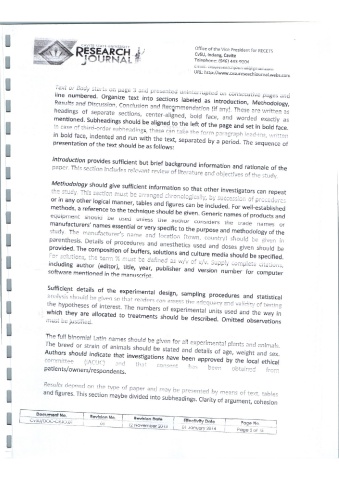 CAVITE STATE UNIVERSITY
RESEARCH
JOURNAL
Office of the Vice President for RECETS
CvSU, Indang, Cavite
Telephone: (046)
Text or Body starts on page 3 and presented uninterrupted on consecutive pages and
line numbered. Organize text into sections labeled as Introduction, Methodology,
Results and Discussion, Conclusion and Recommendation (if any). These are written as
headings of separate sections, center-aligned, bold face, and worded exactly as
mentioned. Subheadings should be aligned to the left of the page and set in bold face.
In case of third-order subheadings, these can take the form paragraph lead-ins, written
in bold face, indented and run with the text, separated by a period. The sequence of
presentation of the text should be as follows:
Introduction provides sufficient but brief background information and rationale of the
paper. This section includes relevant review of literature and objectives of the study.
Methodology should give sufficient information so that other investigators can repeat
the study. This section must be arranged chronologically, by succession of procedures
or in any other logical manner, tables and figures can be included. For well-established
methods, a reference to the technique should be given. Generic names of products and
equipment should be used unless the author considers the trade names or
manufacturers' names essential or very specific to the purpose and methodology of the
study. The manufacturer's name and location (town, country) should be given in
parenthesis. Details of procedures and anesthetics used and doses given should be
provided. The composition of buffers, solutions and culture media should be specified.
For solutions, the term % must be defined as w/v or v/v. Supply complete citations,
including author (editor), title, year, publisher and version number for computer
software mentioned in the manuscript.
Sufficient details of the experimental design, sampling procedures and statistical
analysis should be given so that readers can assess the adequacy and validity of testing
the hypotheses of interest. The numbers of experimental units used and the way in
which they are allocated to treatments should be described. Omitted observations
must be justified.
The full binomial Latin names should be given for all experimental plants and animals.
The breed or strain of animals should be stated and details of age, weight and sex.
Authors should indicate that investigations have been approved by the local ethical
committee (IACUC) and that consent has been obtained from
patients/owners/respondents.
Results depend on the type of paper and may be presented by means of text, tables
and figures. This section maybe divided into subheadings. Clarity of argument, cohesion
Document No. Revision No. Revision Date Effectivity Date Page No.
01 12 November 2018 21 January 2019